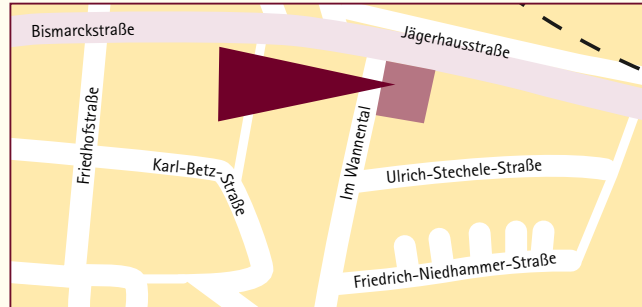 Bismarckstraße
Jägerhausstraße
Friedhofstraße
Karl-Betz-Straße
Im Wannental
Ulrich-Stechele-Straße
Friedrich-Niedhammer-Straße